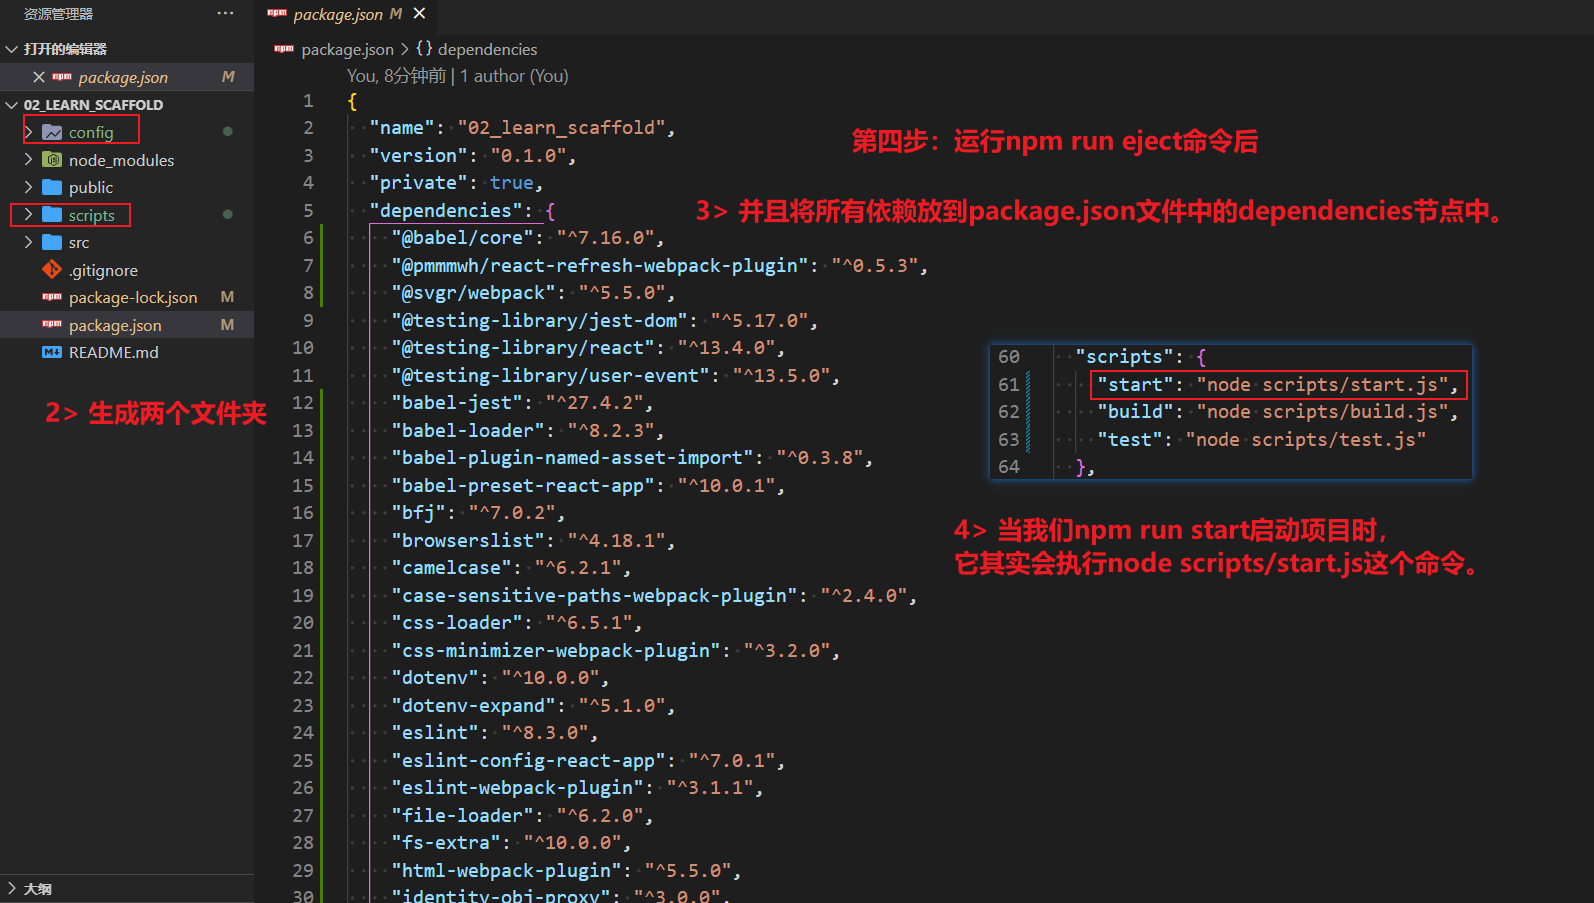 资源管理器
···
打开的编辑器
package.json M
02_LEARN_SCAFFOLD
config
node_modules
public
scripts
src
.gitignore
package-lock.json M
package.json M
README.md
2> 生成两个文件夹
大纲
npm package.json M
npm package.json > {} dependencies
You, 8分钟前 | 1 author (You)
1 {
2 "name": "02_learn_scaffold",
3 "version": "0.1.0",
4 "private": true,
5 "dependencies": {
6 "@babel/core": "^7.16.0",
7 "@pmmmwh/react-refresh-webpack-plugin": "^0.5.3",
8 "@svgr/webpack": "^5.5.0",
9 "@testing-library/jest-dom": "^5.17.0",
10 "@testing-library/react": "^13.4.0",
11 "@testing-library/user-event": "^13.5.0",
12 "babel-jest": "^27.4.2",
13 "babel-loader": "^8.2.3",
14 "babel-plugin-named-asset-import": "^0.3.8",
15 "babel-preset-react-app": "^10.0.1",
16 "bfj": "^7.0.2",
17 "browserslist": "^4.18.1",
18 "camelcase": "^6.2.1",
19 "case-sensitive-paths-webpack-plugin": "^2.4.0",
20 "css-loader": "^6.5.1",
21 "css-minimizer-webpack-plugin": "^3.2.0",
22 "dotenv": "^10.0.0",
23 "dotenv-expand": "^5.1.0",
24 "eslint": "^8.3.0",
25 "eslint-config-react-app": "^7.0.1",
26 "eslint-webpack-plugin": "^3.1.1",
27 "file-loader": "^6.2.0",
28 "fs-extra": "^10.0.0",
29 "html-webpack-plugin": "^5.5.0",
30 "identity-obj-proxy": "^3.0.0",
第四步：运行npm run eject命令后
3> 并且将所有依赖放到package.json文件中的dependencies节点中。
60 "scripts": {
61 "start": "node scripts/start.js",
62 "build": "node scripts/build.js",
63 "test": "node scripts/test.js"
64 },
4> 当我们npm run start启动项目时，
它其实会执行node scripts/start.js这个命令。